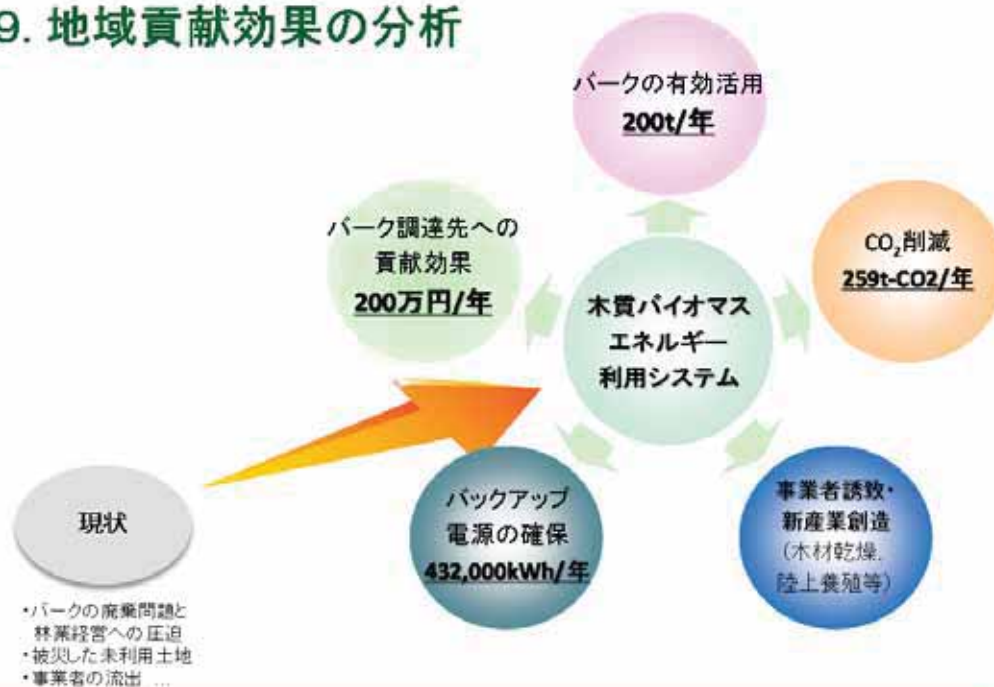 9. 地域貢献効果の分析
バークの有効活用
200t/年
バーク調達先への
貢献効果
200万円/年
CO₂削減
259t-CO2/年
木質バイオマス
エネルギー
利用システム
現状
・バークの廃棄問題と
林業経営への圧迫
・被災した未利用土地
・事業者の流出 …
バックアップ
電源の確保
432,000kWh/年
事業者誘致・
新産業創造
(木材乾燥、
陸上養殖等)